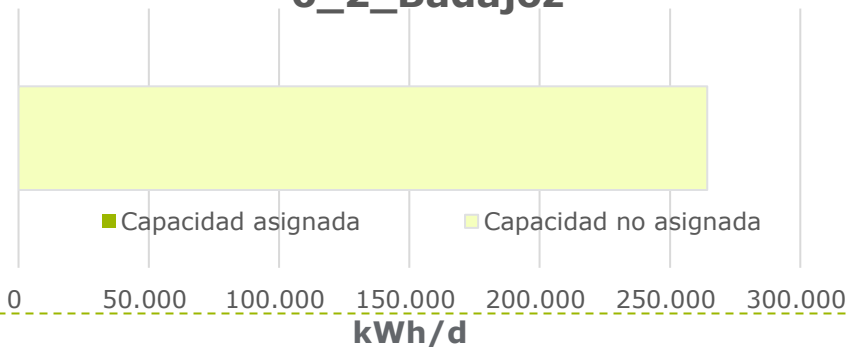 6_2_Badajoz
Capacidad asignada Capacidad no asignada
0 50.000 100.000 150.000 200.000 250.000 300.000
kWh/d